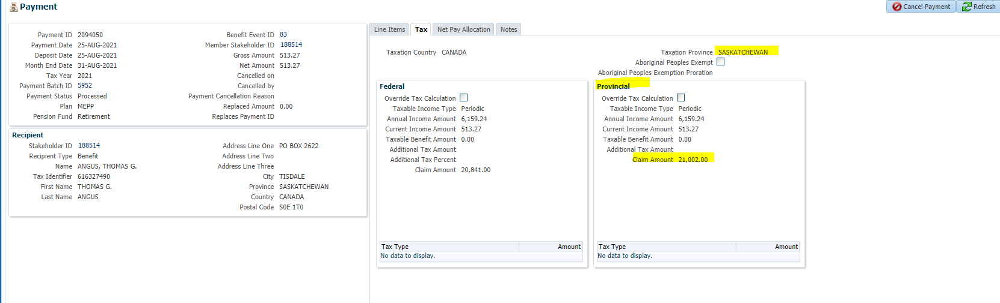 Payment
Cancel Payment Refresh
Payment ID 2094050
Payment Date 25-AUG-2021
Deposit Date 25-AUG-2021
Month End Date 31-AUG-2021
Tax Year 2021
Payment Batch ID 5952
Payment Status Processed
Plan MEPP
Pension Fund Retirement
Benefit Event ID 83
Member Stakeholder ID 188514
Gross Amount 513.27
Net Amount 513.27
Cancelled on
Cancelled by
Payment Cancellation Reason
Replaced Amount 0.00
Replaces Payment ID
Recipient
Stakeholder ID 188514
Recipient Type Benefit
Name ANGUS, THOMAS G.
Tax Identifier 616327490
First Name THOMAS G.
Last Name ANGUS
Address Line One PO BOX 2622
Address Line Two
Address Line Three
City TISDALE
Province SASKATCHEWAN
Country CANADA
Postal Code S0E 1T0
Line Items Tax Net Pay Allocation Notes
Taxation Country CANADA
Taxation Province SASKATCHEWAN
Aboriginal Peoples Exempt
Aboriginal Peoples Exemption Proration
Federal
Override Tax Calculation
Taxable Income Type Periodic
Annual Income Amount 6,159.24
Current Income Amount 513.27
Taxable Benefit Amount 0.00
Additional Tax Amount
Additional Tax Percent
Claim Amount 20,841.00
Tax Type Amount
No data to display.
Provincial
Override Tax Calculation
Taxable Income Type Periodic
Annual Income Amount 6,159.24
Current Income Amount 513.27
Taxable Benefit Amount 0.00
Additional Tax Amount
Claim Amount 21,002.00
Tax Type Amount
No data to display.